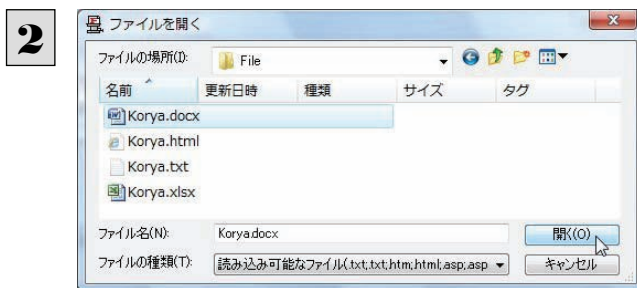 2
ファイルを開く
ファイルの場所(I):
File
名前 更新日時 種類 サイズ タグ
Korya.docx
Korya.html
Korya.txt
Korya.xlsx
ファイル名(N): Korya.docx 開く(O)
ファイルの種類(T): 読み込み可能なファイル(.txt;txt;htm;html;asp;asp キャンセル